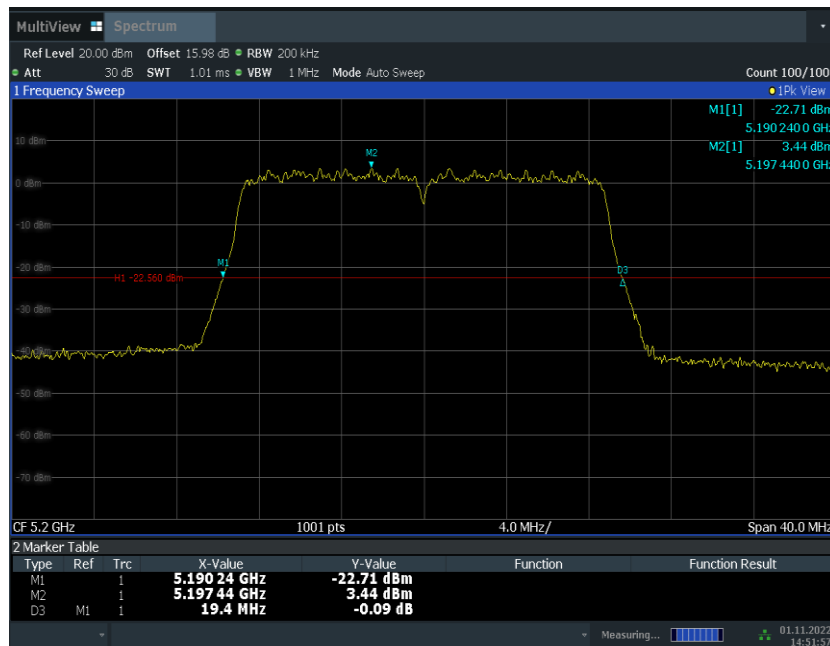 MultiView Spectrum
Ref Level 20.00 dBm Offset 15.98 dB RBW 200 kHz
Att 30 dB SWT 1.01 ms VBW 1 MHz Mode Auto Sweep Count 100/100
1 Frequency Sweep 1Pk View
M1[1] -22.71 dBm
5.190 240 0 GHz
10 dBm
M2
M2[1] 3.44 dBm
5.197 440 0 GHz
0 dBm
-10 dBm
-20 dBm
M1
D3
H1 -22.560 dBm
-30 dBm
-40 dBm
-50 dBm
-60 dBm
-70 dBm
CF 5.2 GHz 1001 pts 4.0 MHz/ Span 40.0 MHz
2 Marker Table
Type Ref Trc X-Value Y-Value Function Function Result
M1 1 5.190 24 GHz -22.71 dBm
M2 1 5.197 44 GHz 3.44 dBm
D3 M1 1 19.4 MHz -0.09 dB
Measuring... 01.11.2022
14:51:57